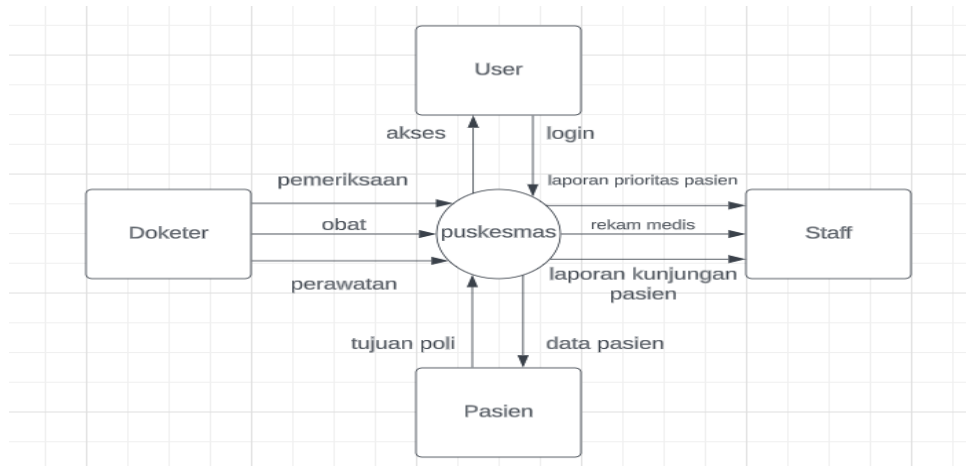 User
akses
login
pemeriksaan
laporan prioritas pasien
Doketer
obat
puskesmas
rekam medis
Staff
perawatan
laporan kunjungan
pasien
tujuan poli
data pasien
Pasien